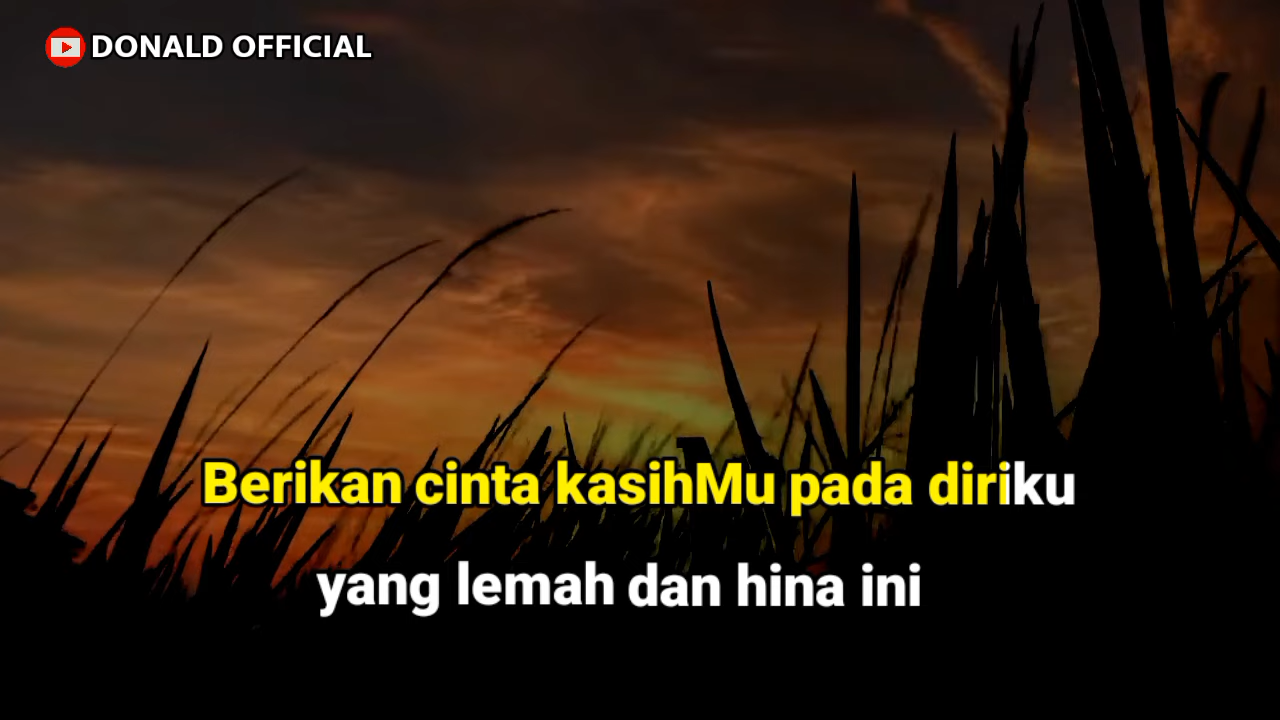 DONALD OFFICIAL
Berikan cinta kasihMu pada diriku
yang lemah dan hina ini